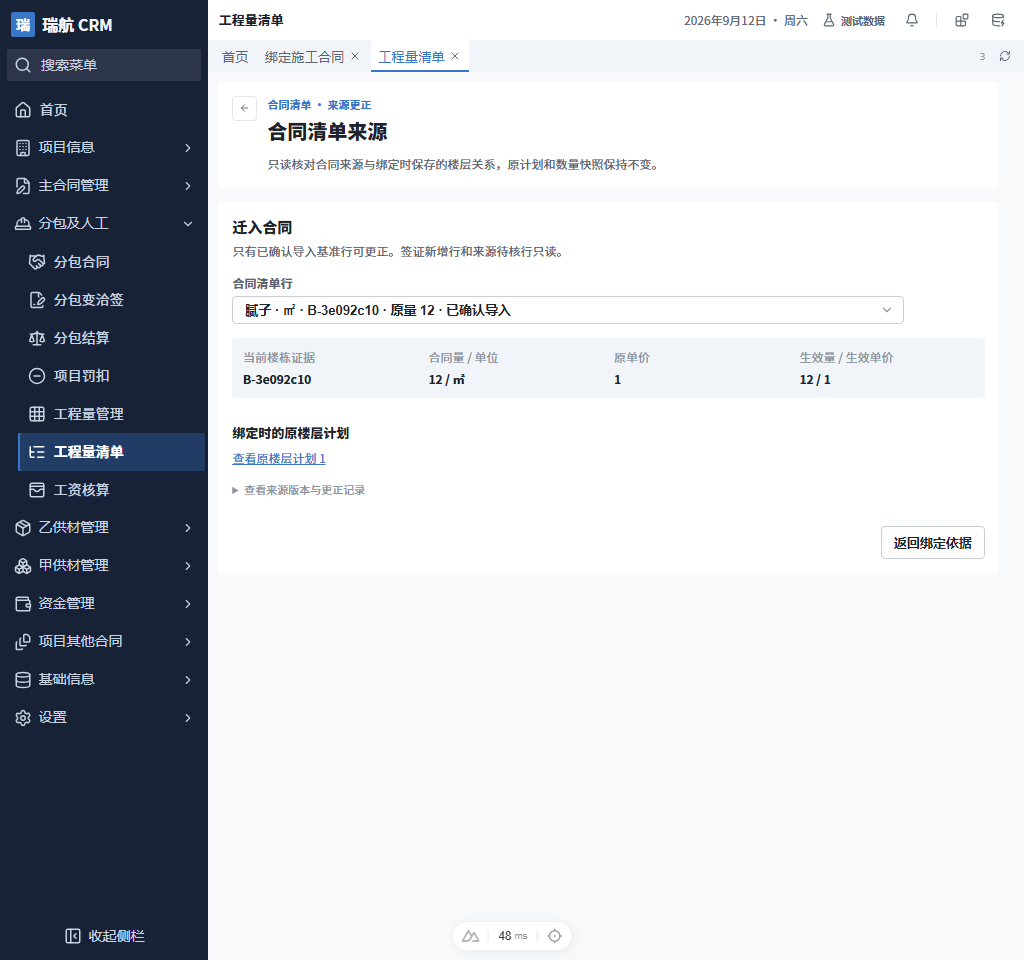 瑞 瑞航 CRM
搜索菜单
首页
项目信息
主合同管理
分包及人工
分包合同
分包变洽签
分包结算
项目罚扣
工程量管理
工程量清单
工资核算
乙供材管理
甲供材管理
资金管理
项目其他合同
基础信息
设置
收起侧栏
工程量清单
2026年9月12日 · 周六 测试数据
首页 绑定施工合同 工程量清单 3
合同清单 · 来源更正
合同清单来源
只读核对合同来源与绑定时保存的楼层关系，原计划和数量快照保持不变。
迁入合同
只有已确认导入基准行可更正。签证新增行和来源待核行只读。
合同清单行
腻子 · ㎡ · B-3e092c10 · 原量 12 · 已确认导入
当前楼栋证据 合同量 / 单位 原单价 生效量 / 生效单价
B-3e092c10 12 / ㎡ 1 12 / 1
绑定时的原楼层计划
查看原楼层计划 1
查看来源版本与更正记录
返回绑定依据
48 ms